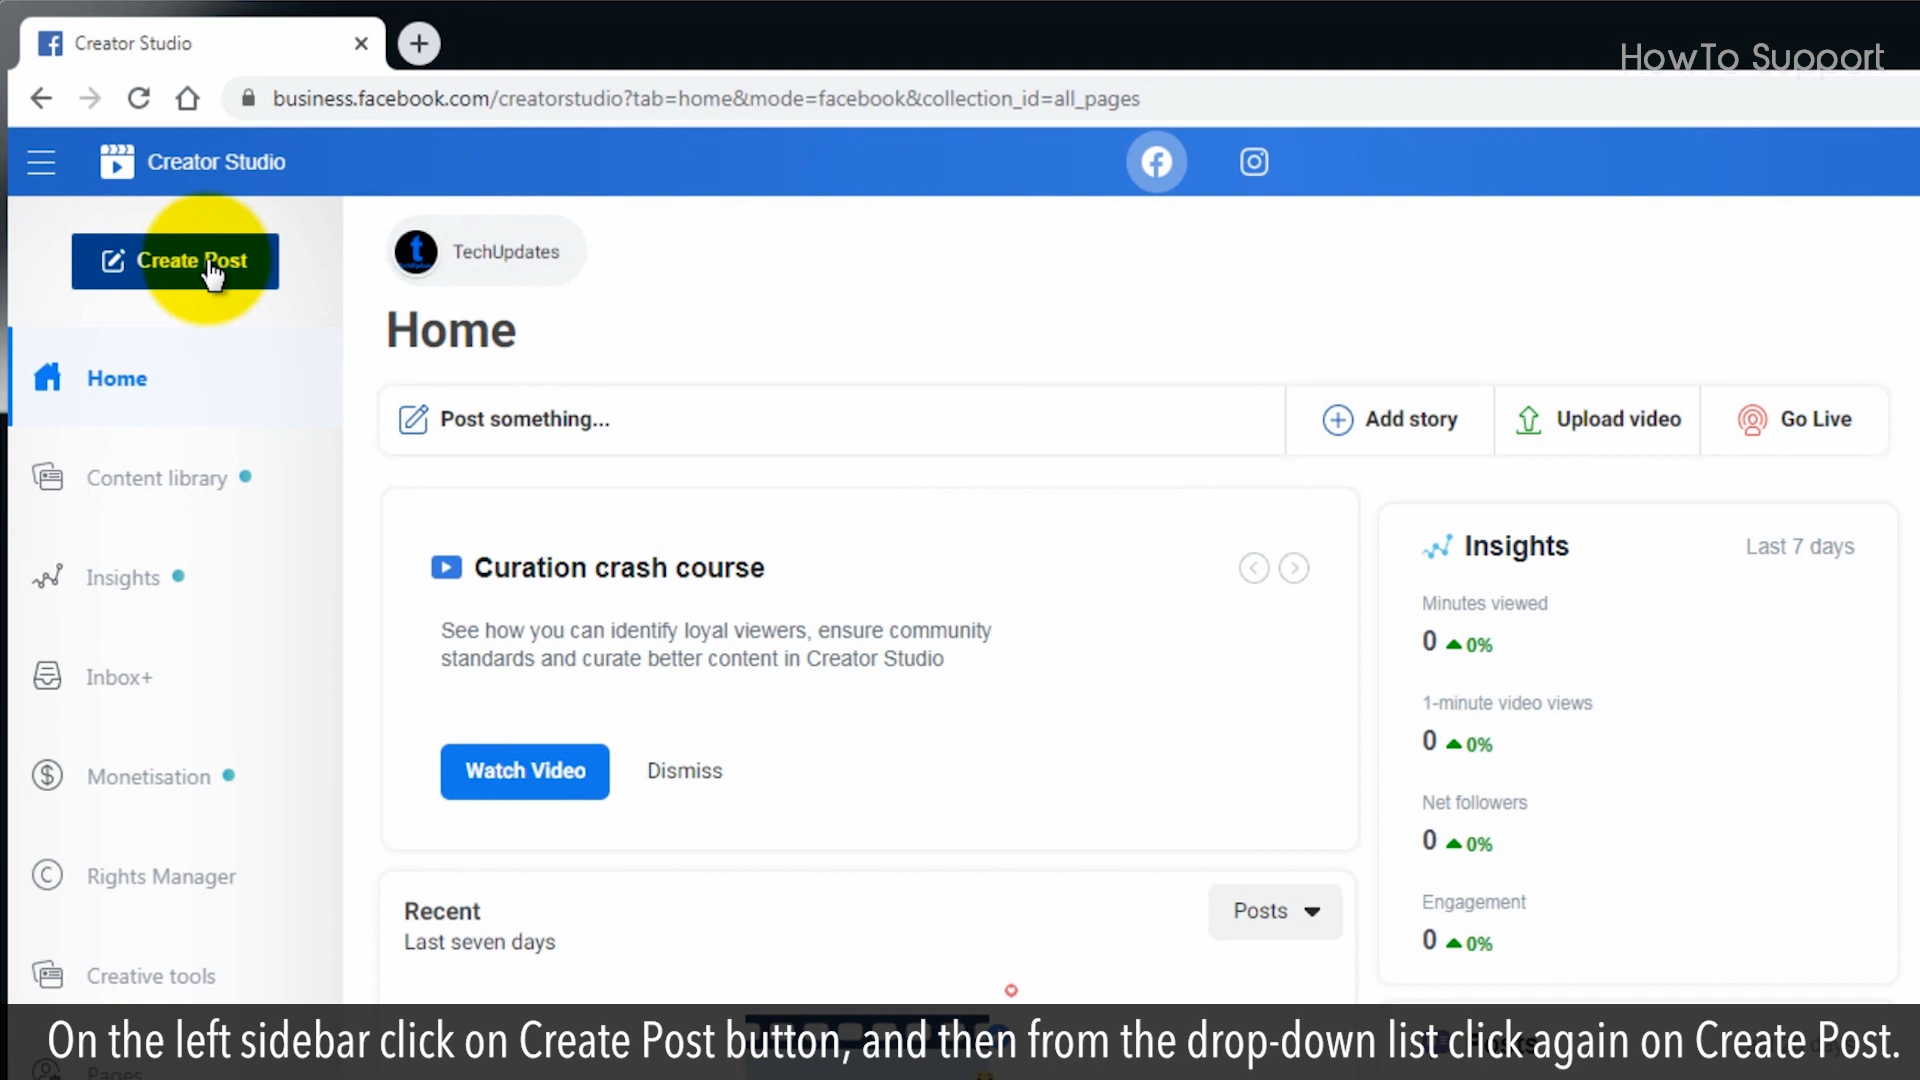 Creator Studio
HowTo Support
business.facebook.com/creatorstudio?tab=home&mode=facebook&collection_id=all_pages
Creator Studio
Create Post
TechUpdates
Home
Home
Post something...
Add story
Upload video
Go Live
Content library
Insights
Inbox+
Monetisation
Rights Manager
Creative tools
Pages
Curation crash course
See how you can identify loyal viewers, ensure community
standards and curate better content in Creator Studio
Watch Video
Dismiss
Insights
Last 7 days
Minutes viewed
0 0%
1-minute video views
0 0%
Net followers
0 0%
Engagement
0 0%
Recent
Last seven days
Posts
On the left sidebar click on Create Post button, and then from the drop-down list click again on Create Post.